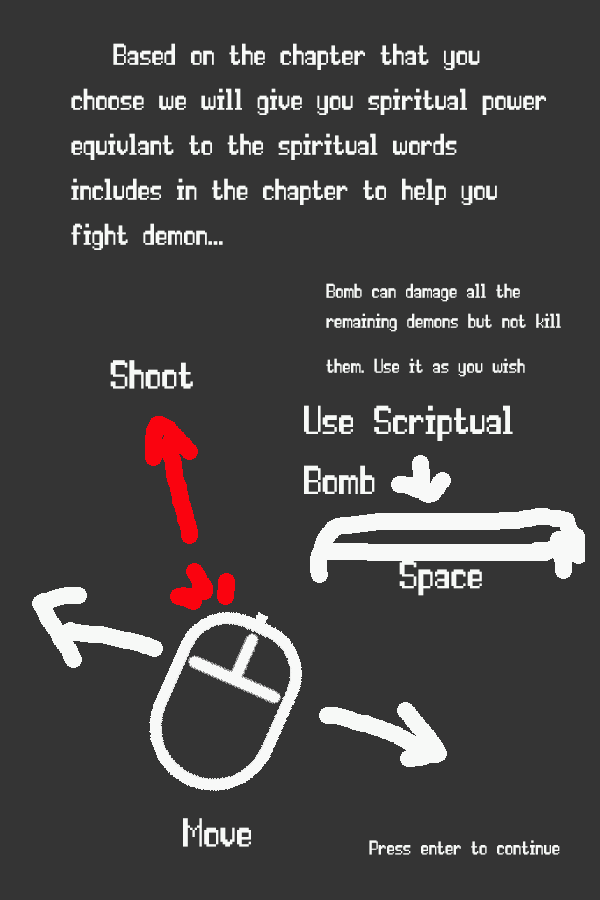 Based on the chapter that you
choose we will give you spiritual power
equivlant to the spiritual words
includes in the chapter to help you
fight demon...
Bomb can damage all the
remaining demons but not kill
them. Use it as you wish
Shoot
Use Scriptual
Bomb
Space
Move
Press enter to continue